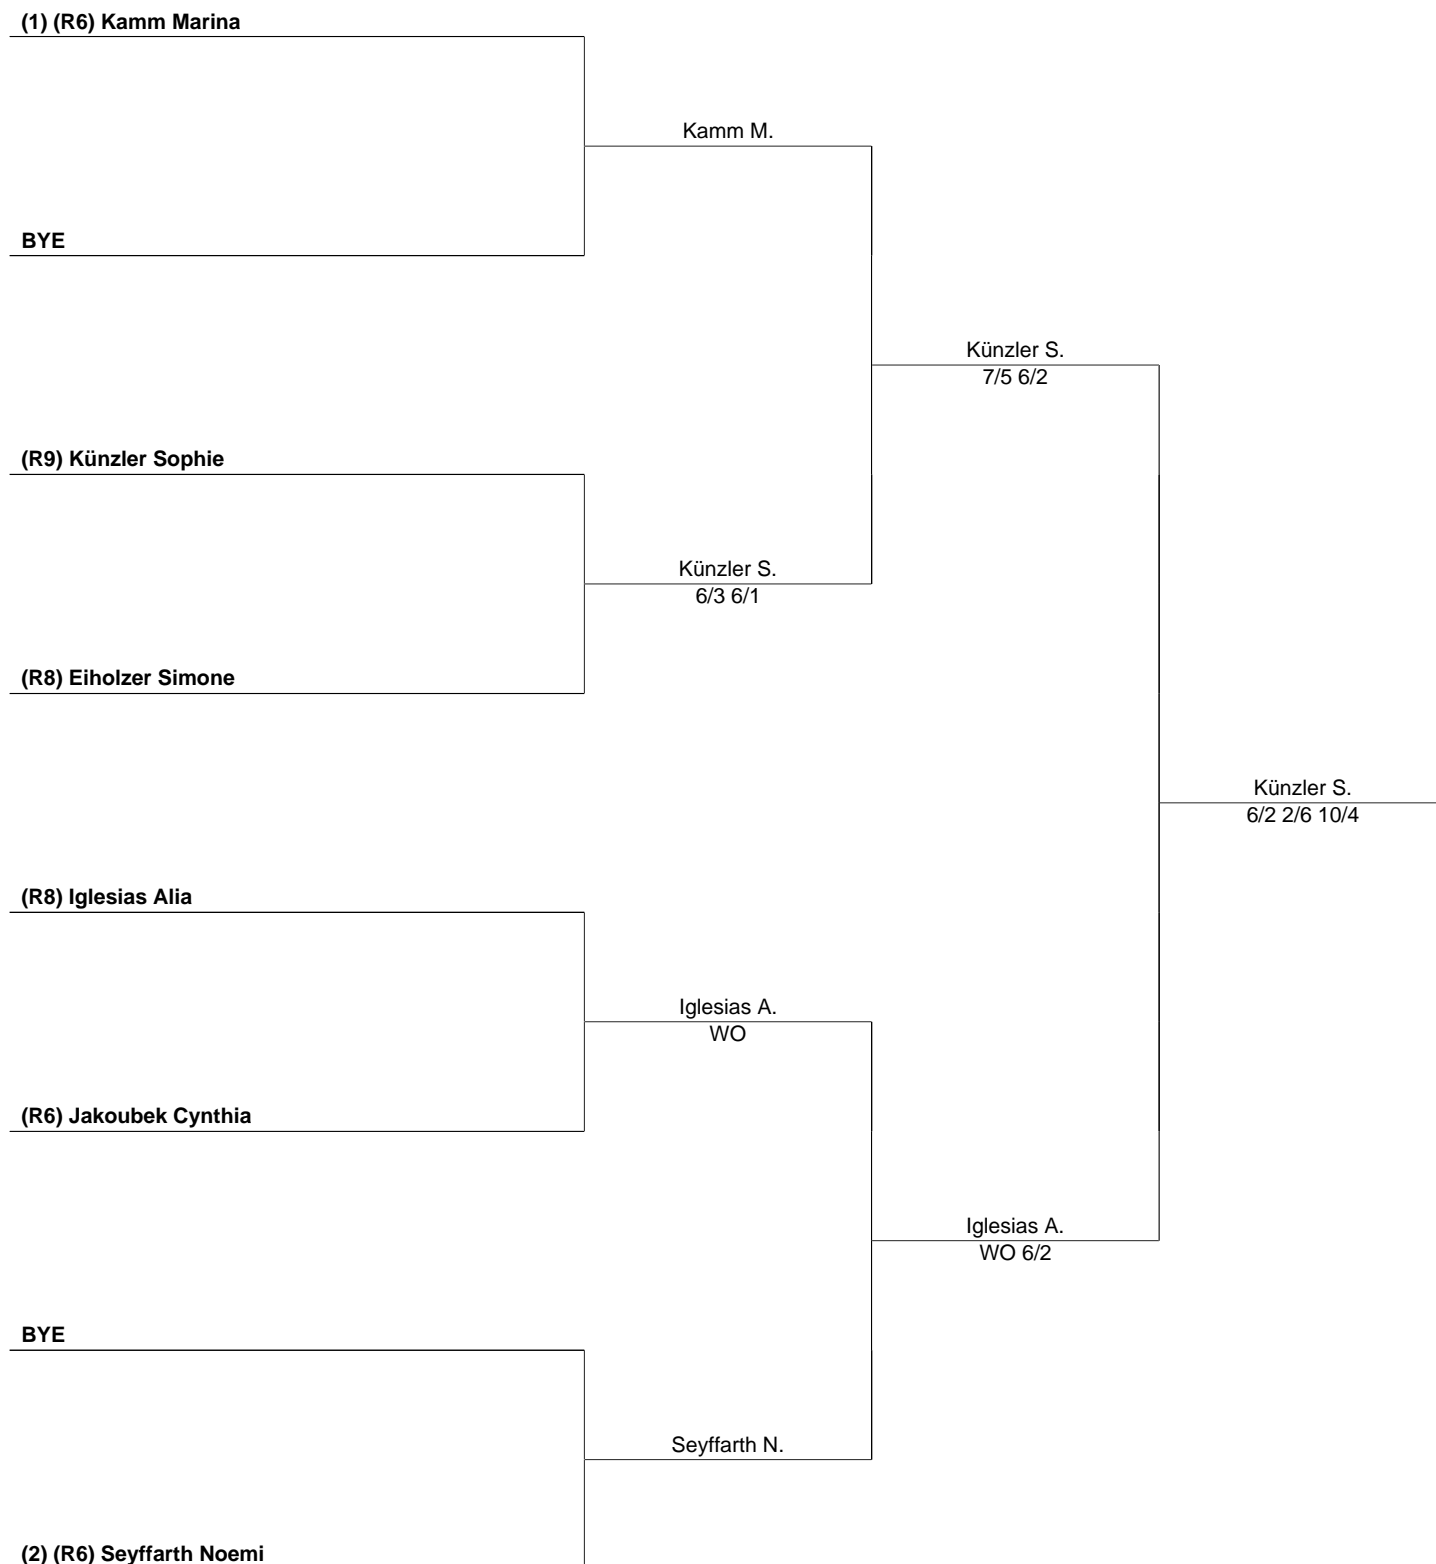 (1) (R6) Kamm Marina
Kamm M.
BYE
Künzler S.
7/5 6/2
(R9) Künzler Sophie
Künzler S.
6/3 6/1
(R8) Eiholzer Simone
Künzler S.
6/2 2/6 10/4
(R8) Iglesias Alia
Iglesias A.
WO
(R6) Jakoubek Cynthia
Iglesias A.
WO 6/2
BYE
Seyffarth N.
(2) (R6) Seyffarth Noemi